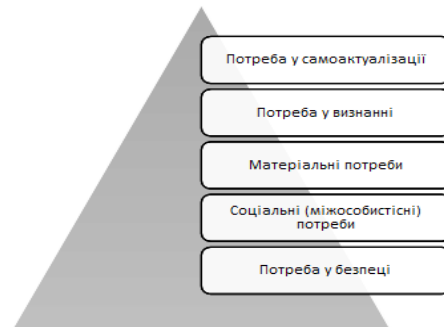 Потреба у самоактуалізації
Потреба у визнанні
Матеріальні потреби
Соціальні (міжособистісні)
потреби
Потреба у безпеці